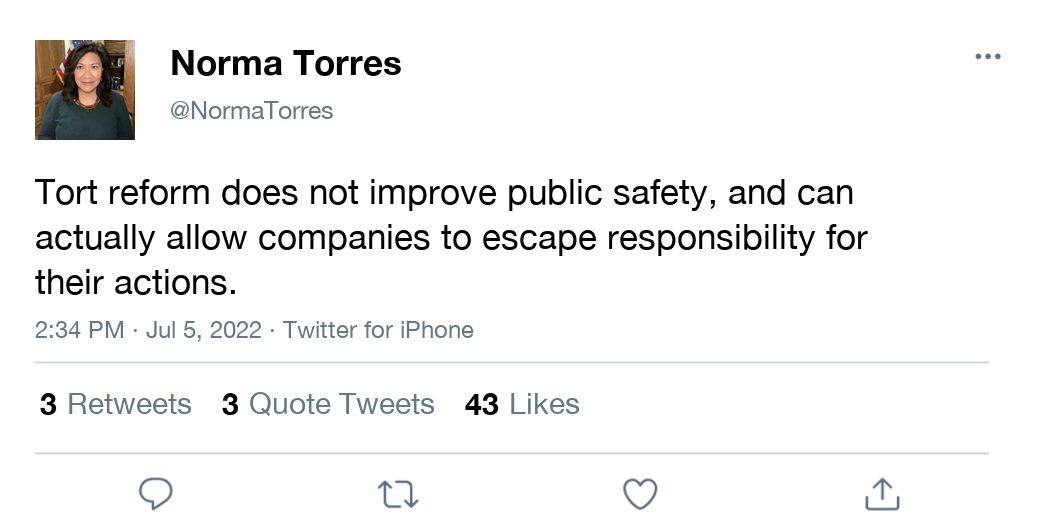 Norma Torres
@NormaTorres
Tort reform does not improve public safety, and can
actually allow companies to escape responsibility for
their actions.
2:34 PM · Jul 5, 2022 · Twitter for iPhone
3 Retweets 3 Quote Tweets 43 Likes